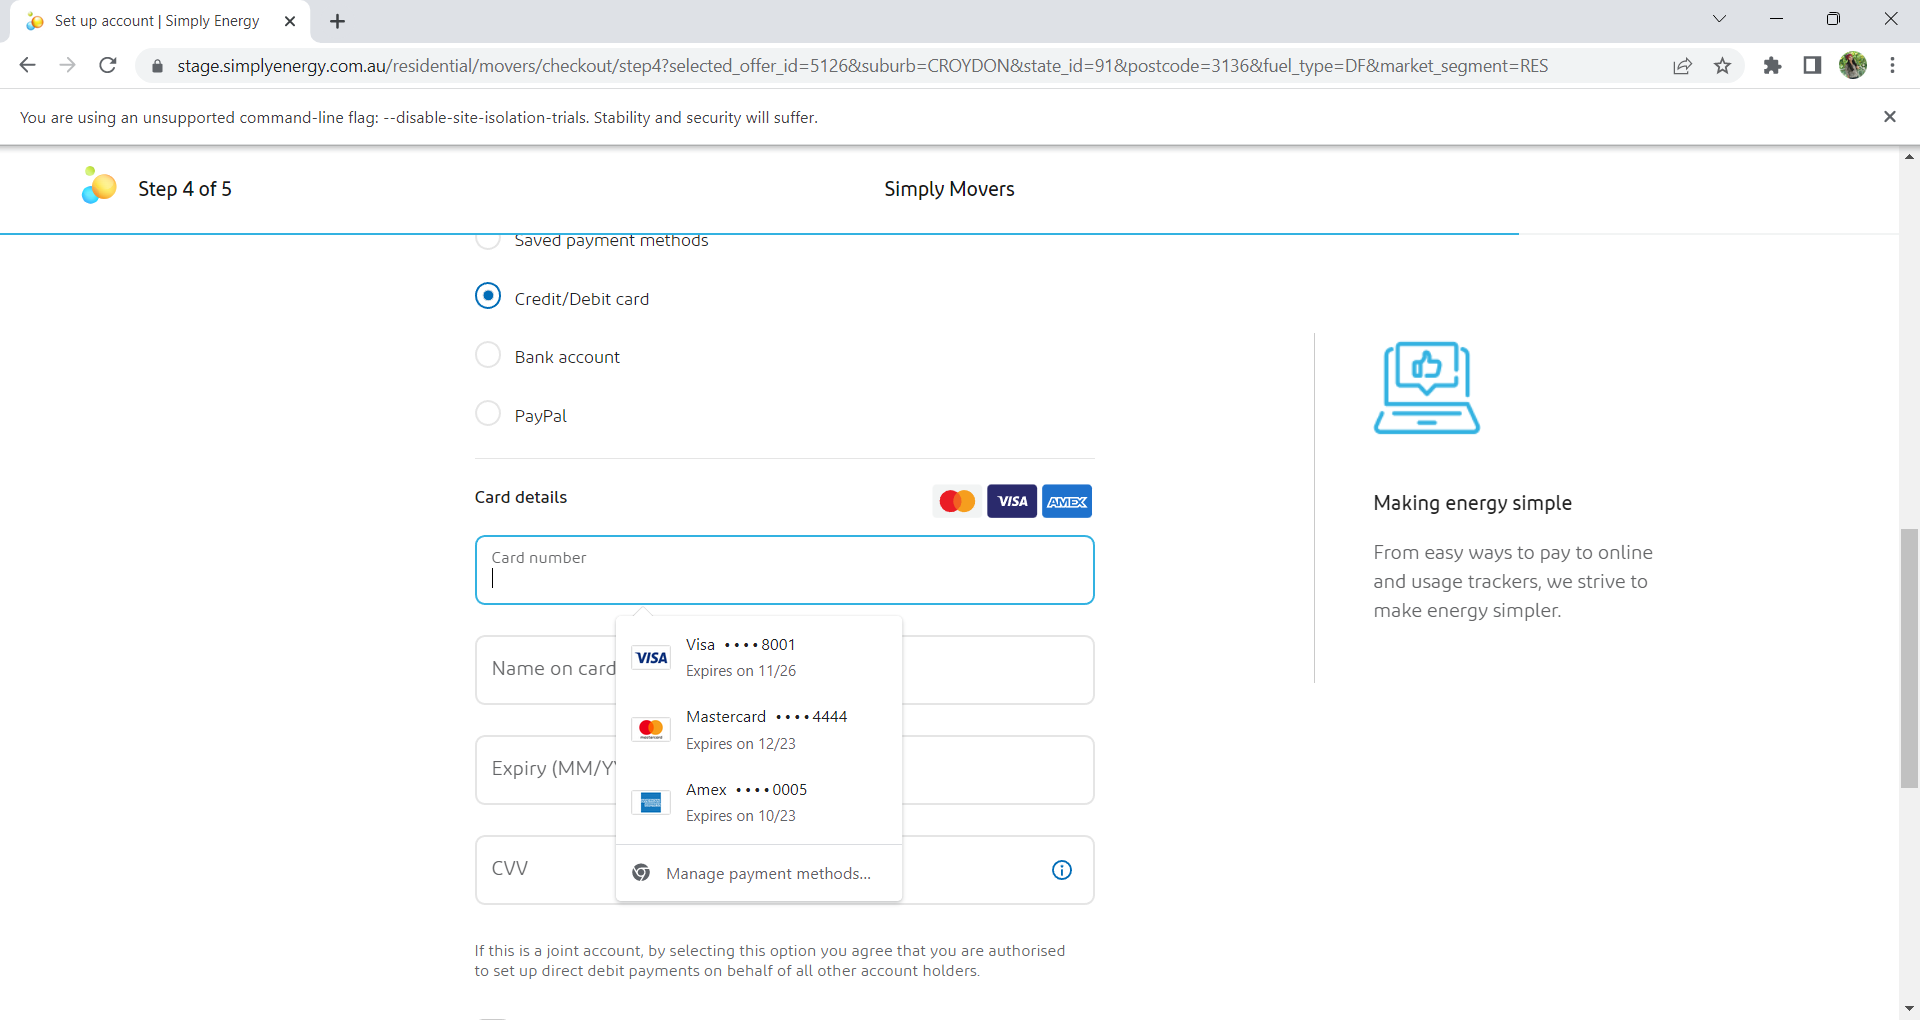 Set up account | Simply Energy
stage.simplyenergy.com.au/residential/movers/checkout/step4?selected_offer_id=5126&suburb=CROYDON&state_id=91&postcode=3136&fuel_type=DF&market_segment=RES
You are using an unsupported command-line flag: --disable-site-isolation-trials. Stability and security will suffer.
Step 4 of 5
Simply Movers
Saved payment methods
Credit/Debit card
Bank account
PayPal
Card details
VISA
AMEX
Card number
VISA
Visa ••••8001
Expires on 11/26
Name on card
Mastercard ••••4444
Expires on 12/23
Expiry (MM/Y
Amex ••••0005
Expires on 10/23
CVV
Manage payment methods...
If this is a joint account, by selecting this option you agree that you are authorised
to set up direct debit payments on behalf of all other account holders.
Making energy simple
From easy ways to pay to online
and usage trackers, we strive to
make energy simpler.